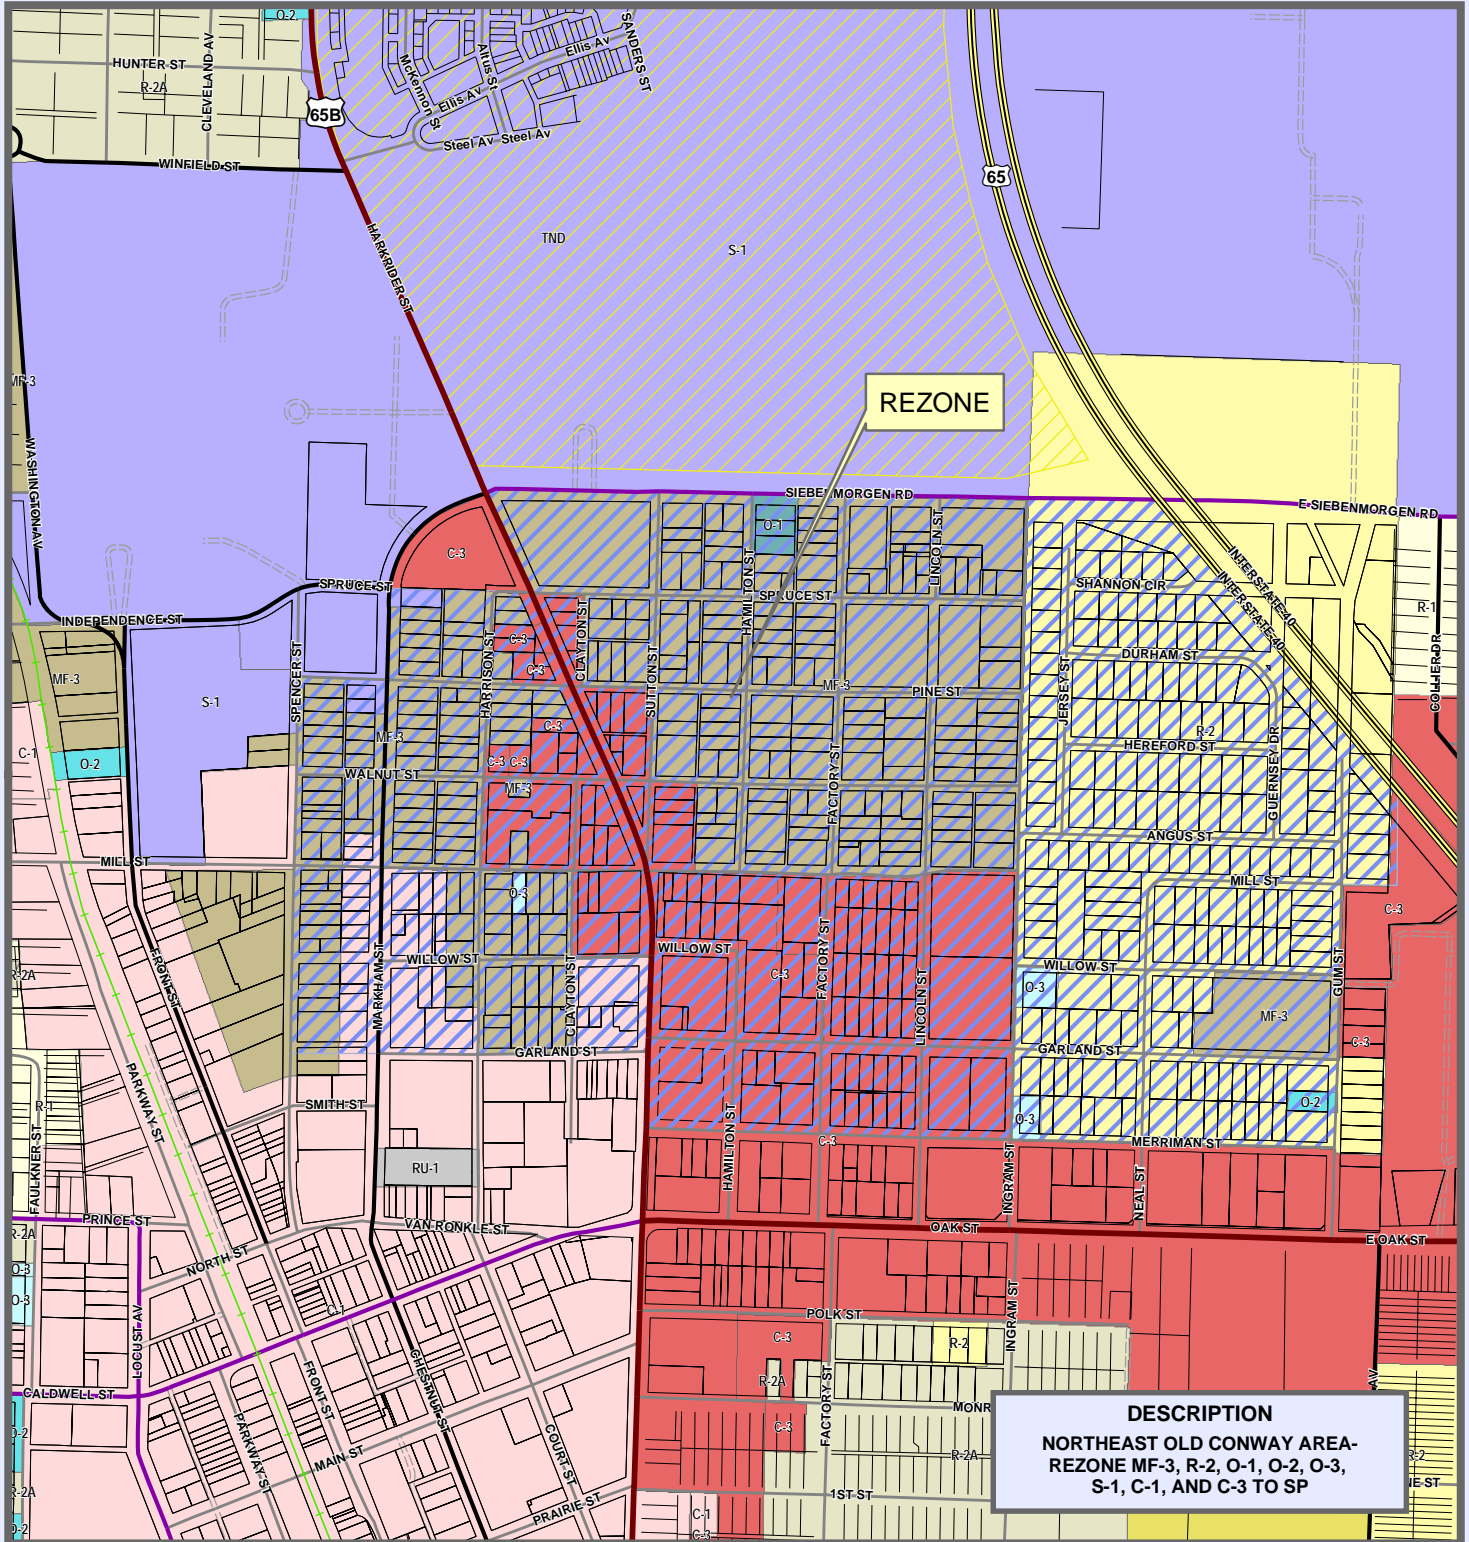 O-2
SANDERS ST
Ellis Av
Altus St
McKennon St
HUNTER ST
CLEVELAND AV
R-2A
Ellis Av
65B
Steel Av Steel Av
WINFIELD ST
65
HARKRIDER ST
TND
S-1
MF-3
REZONE
WASHINGTON AV
SIEBENMORGEN RD
E SIEBENMORGEN RD
O-1
C-3
LINCOLN ST
HAMILTON ST
INTERSTATE 40
INTERSTATE 40
SPRUCE ST
SPRUCE ST
SHANNON CIR
INDEPENDENCE ST
R-1
CLAYTON ST
C-3
HARRISON ST
SPENCER ST
SUTTON ST
DURHAM ST
COLLIER DR
C-3
MF-3
MF-3
PINE ST
JERSEY ST
S-1
C-3
MF-3
R-2
HEREFORD ST
GUERNSEY DR
C-1
O-2
C-3 C-3
WALNUT ST
MF-3
FACTORY ST
ANGUS ST
MILL ST
MILL ST
O-3
C-3
WILLOW ST
WILLOW ST
WILLOW ST
R-2A
FRONT ST
MARKHAM ST
CLAYTON ST
C-3
FACTORY ST
LINCOLN ST
O-3
GUM ST
MF-3
C-3
GARLAND ST
GARLAND ST
PARKWAY ST
R-1
SMITH ST
O-3
O-2
HAMILTON ST
C-3
MERRIMAN ST
FAULKNER ST
RU-1
INGRAM ST
NEAL ST
PRINCE ST
VAN RONKLE ST
OAK ST
E OAK ST
R-2A
NORTH ST
O-3
O-3
C-1
LOCUST AV
POLK ST
INGRAM ST
C-3
R-2
CHESTNUT ST
FRONT ST
R-2A
FACTORY ST
AV
CALDWELL ST
MONR
C-3
PARKWAY ST
MAIN ST
COURT ST
O-2
R-2A
R-2
NE ST
R-2A
1ST ST
PRAIRIE ST
C-1
C-3
O-2
DESCRIPTION
NORTHEAST OLD CONWAY AREA-
REZONE MF-3, R-2, O-1, O-2, O-3,
S-1, C-1, AND C-3 TO SP